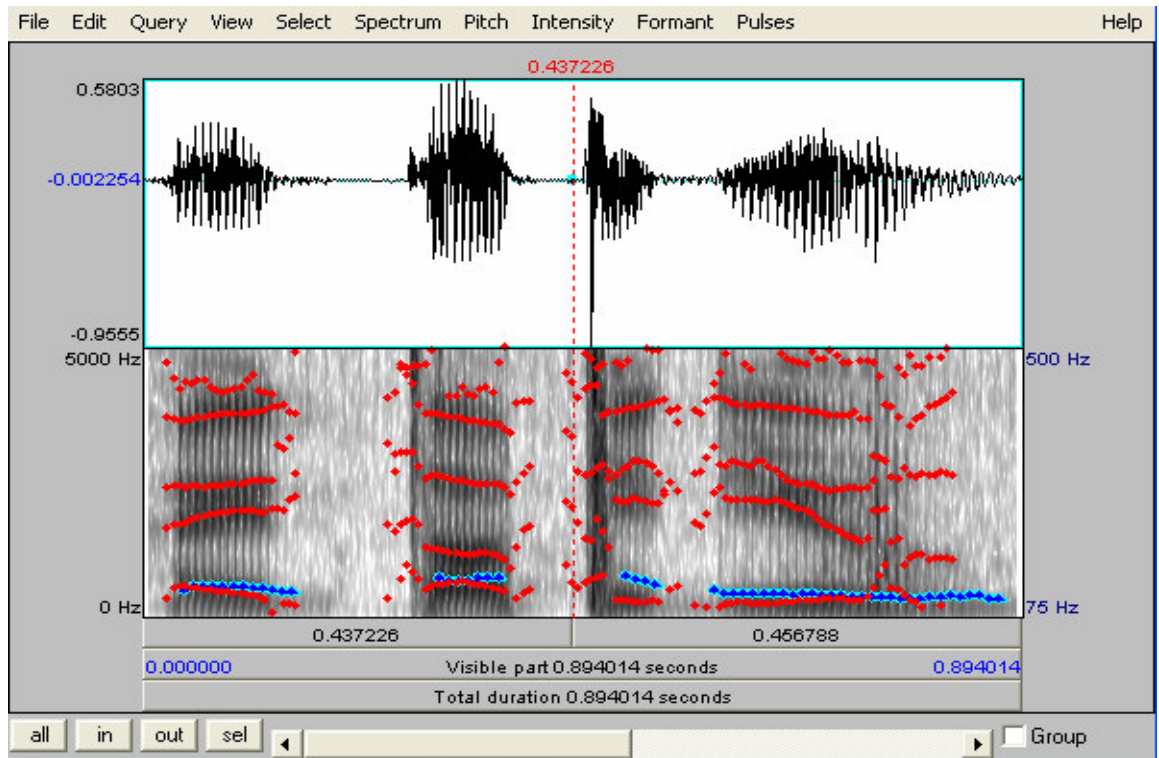 File Edit Query View Select Spectrum Pitch Intensity Formant Pulses Help
0.437226
0.5803
-0.002254
-0.9555
5000 Hz 500 Hz
0 Hz 75 Hz
0.437226 0.456788
0.000000 Visible part 0.894014 seconds 0.894014
Total duration 0.894014 seconds
all in out sel Group